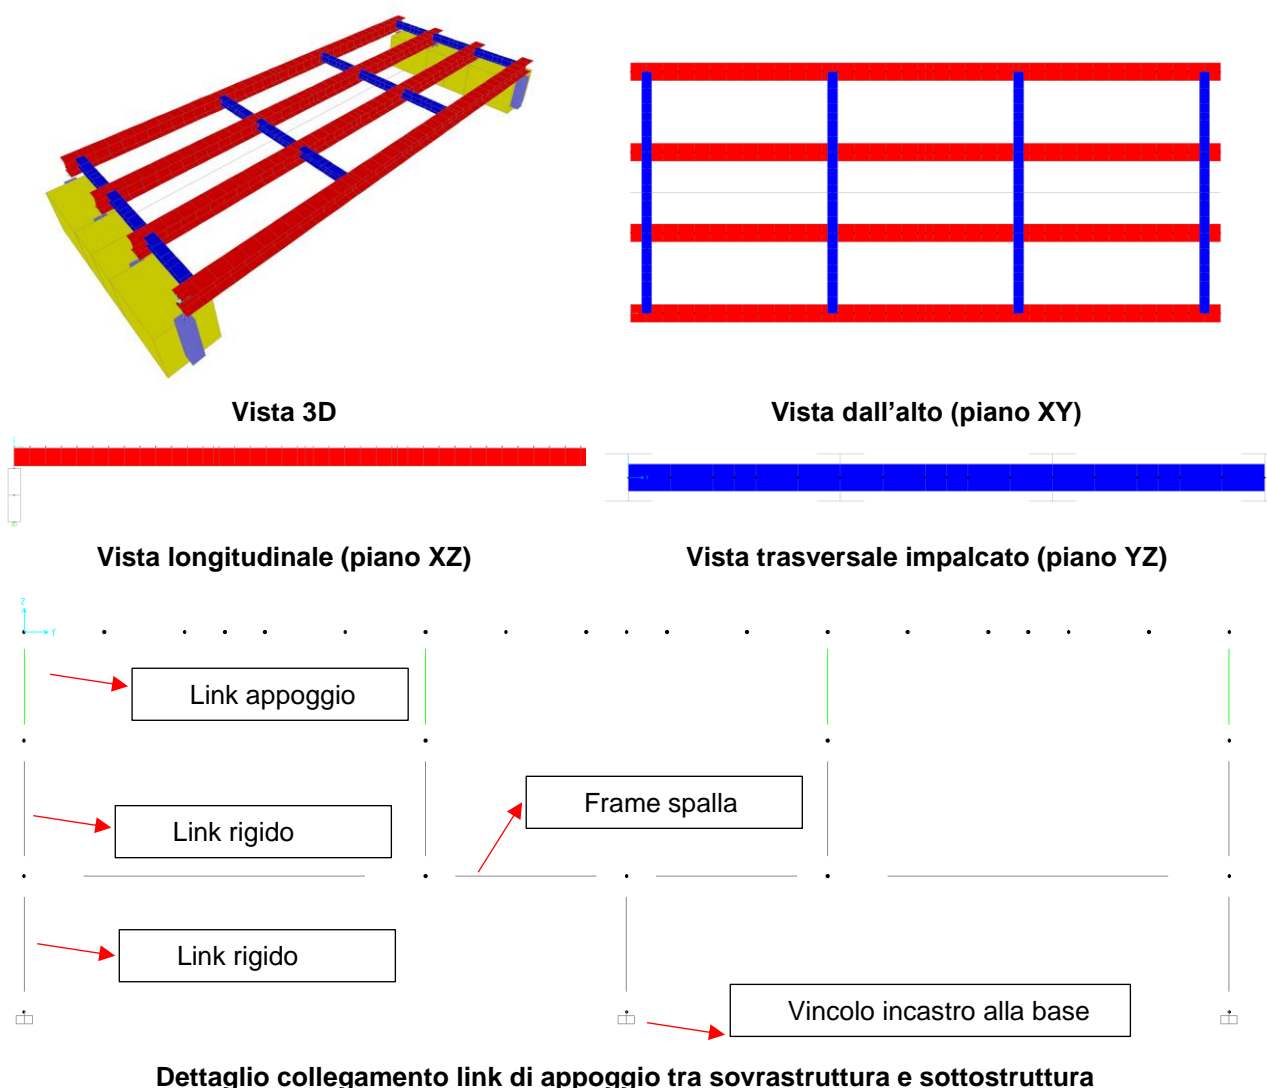 Vista 3D
Vista dall'alto (piano XY)
Vista longitudinale (piano XZ)
Vista trasversale impalcato (piano YZ)
Z
Y
Link appoggio
Frame spalla
Link rigido
Link rigido
Vincolo incastro alla base
Dettaglio collegamento link di appoggio tra sovrastruttura e sottostruttura